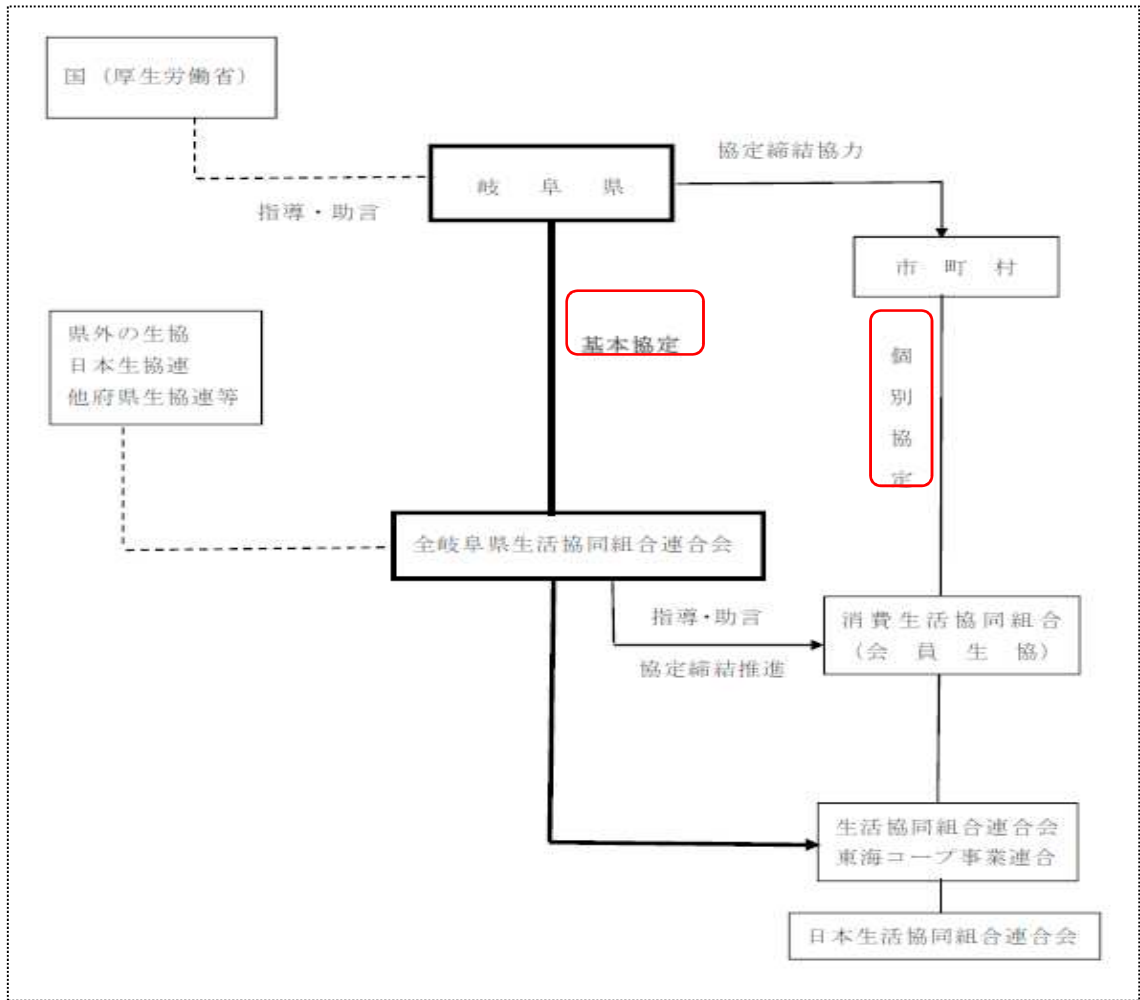 国（厚生労働省）
協定締結協力
岐阜県
指導・助言
市町村
県外の生協
日本生協連
他府県生協連等
基本協定
個別協定
全岐阜県生活協同組合連合会
指導・助言
協定締結推進
消費生活協同組合
（会員生協）
生活協同組合連合会
東海コープ事業連合
日本生活協同組合連合会